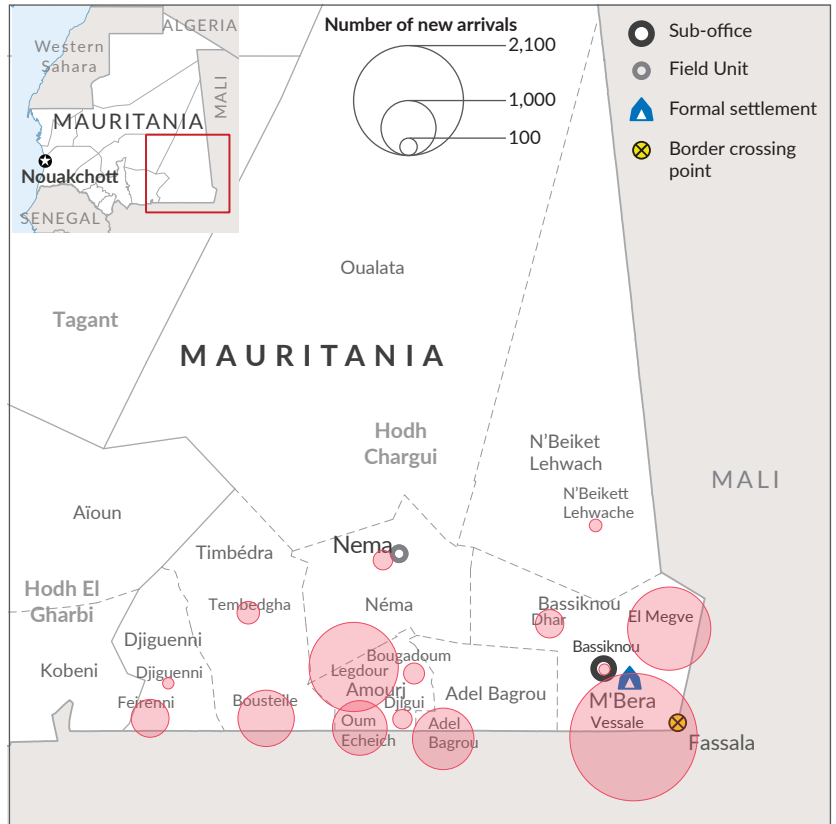 ALGERIA
Western
Sahara
MALI
MAURITANIA
Nouakchott
SENEGAL
Number of new arrivals
2,100
1,000
100
Sub-office
Field Unit
Formal settlement
Border crossing
point
Oualata
Tagant
MAURITANIA
Hodh
Chargui
N'Beiket
Lehwach
MALI
N'Beikett
Lehwache
Aïoun
Nema
Timbédra
Hodh El
Gharbi
Tembedgha
Néma
Bassiknou
Dhar
El Megve
Djiguenni
Bassiknou
Kobeni
Djiguenni
Bougadoum
Legdour
Amourj
Adel Bagrou
M'Bera
Feirenni
Bousteile
Djigui
Vessale
Oum
Echeich
Adel
Bagrou
Fassala